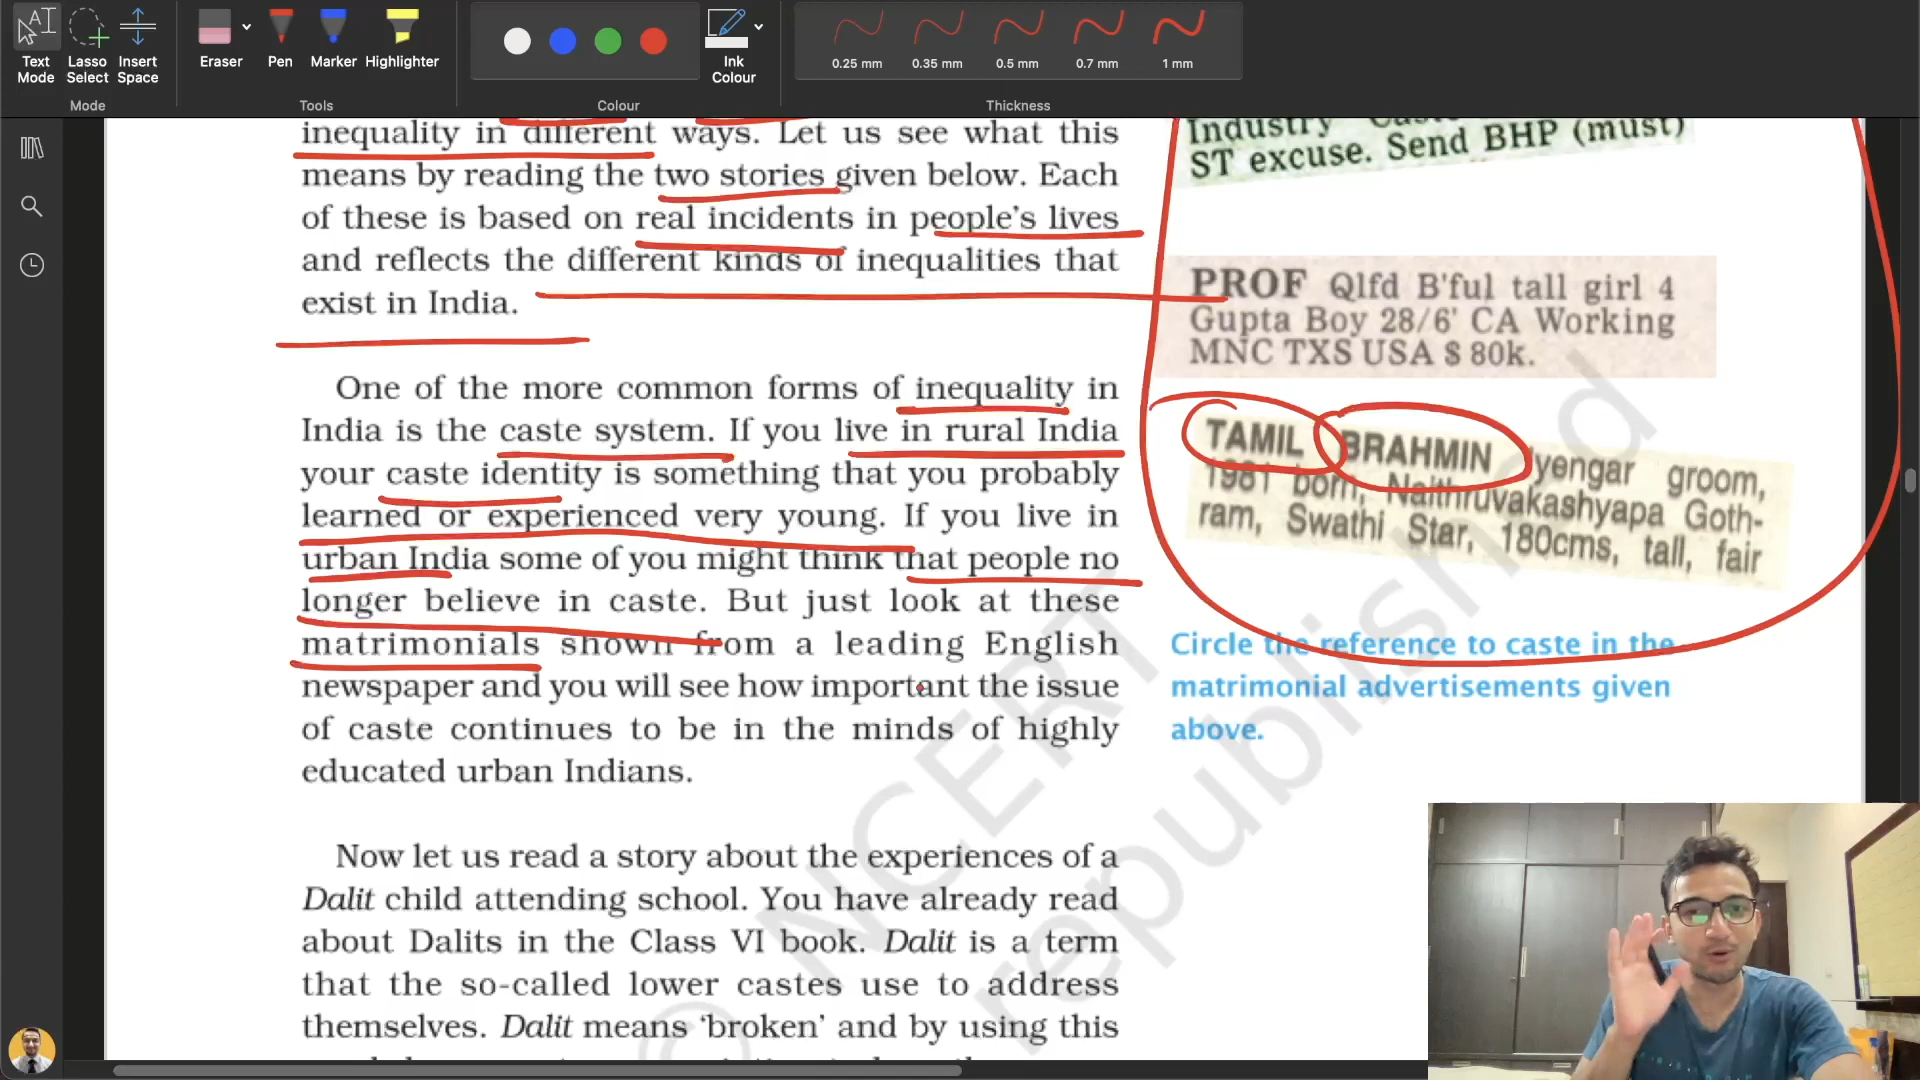 Text
Mode
Lasso
Select
Insert
Space
Mode
Eraser
Pen
Marker
Highlighter
Tools
Colour
Ink
Colour
0.25 mm
0.35 mm
0.5 mm
0.7 mm
1 mm
Thickness
inequality in different ways. Let us see what this
means by reading the two stories given below. Each
of these is based on real incidents in people's lives
and reflects the different kinds of inequalities that
exist in India.
One of the more common forms of inequality in
India is the caste system. If you live in rural India
your caste identity is something that you probably
learned or experienced very young. If you live in
urban India some of you might think that people no
longer believe in caste. But just look at these
matrimonials shown from a leading English
newspaper and you will see how important the issue
of caste continues to be in the minds of highly
educated urban Indians.
Now let us read a story about the experiences of a
Dalit child attending school. You have already read
about Dalits in the Class VI book. Dalit is a term
that the so-called lower castes use to address
themselves. Dalit means 'broken' and by using this
Industry
ST excuse. Send BHP (must)
PROF Qlfd B'ful tall girl 4
Gupta Boy 28/6' CA Working
MNC TXS USA $ 80k.
TAMIL BRAHMIN Iyengar groom,
1981 born, Naithruvakashyapa Goth-
ram, Swathi Star, 180cms, tall, fair
Circle the reference to caste in the
matrimonial advertisements given
above.
© NCERT
republished